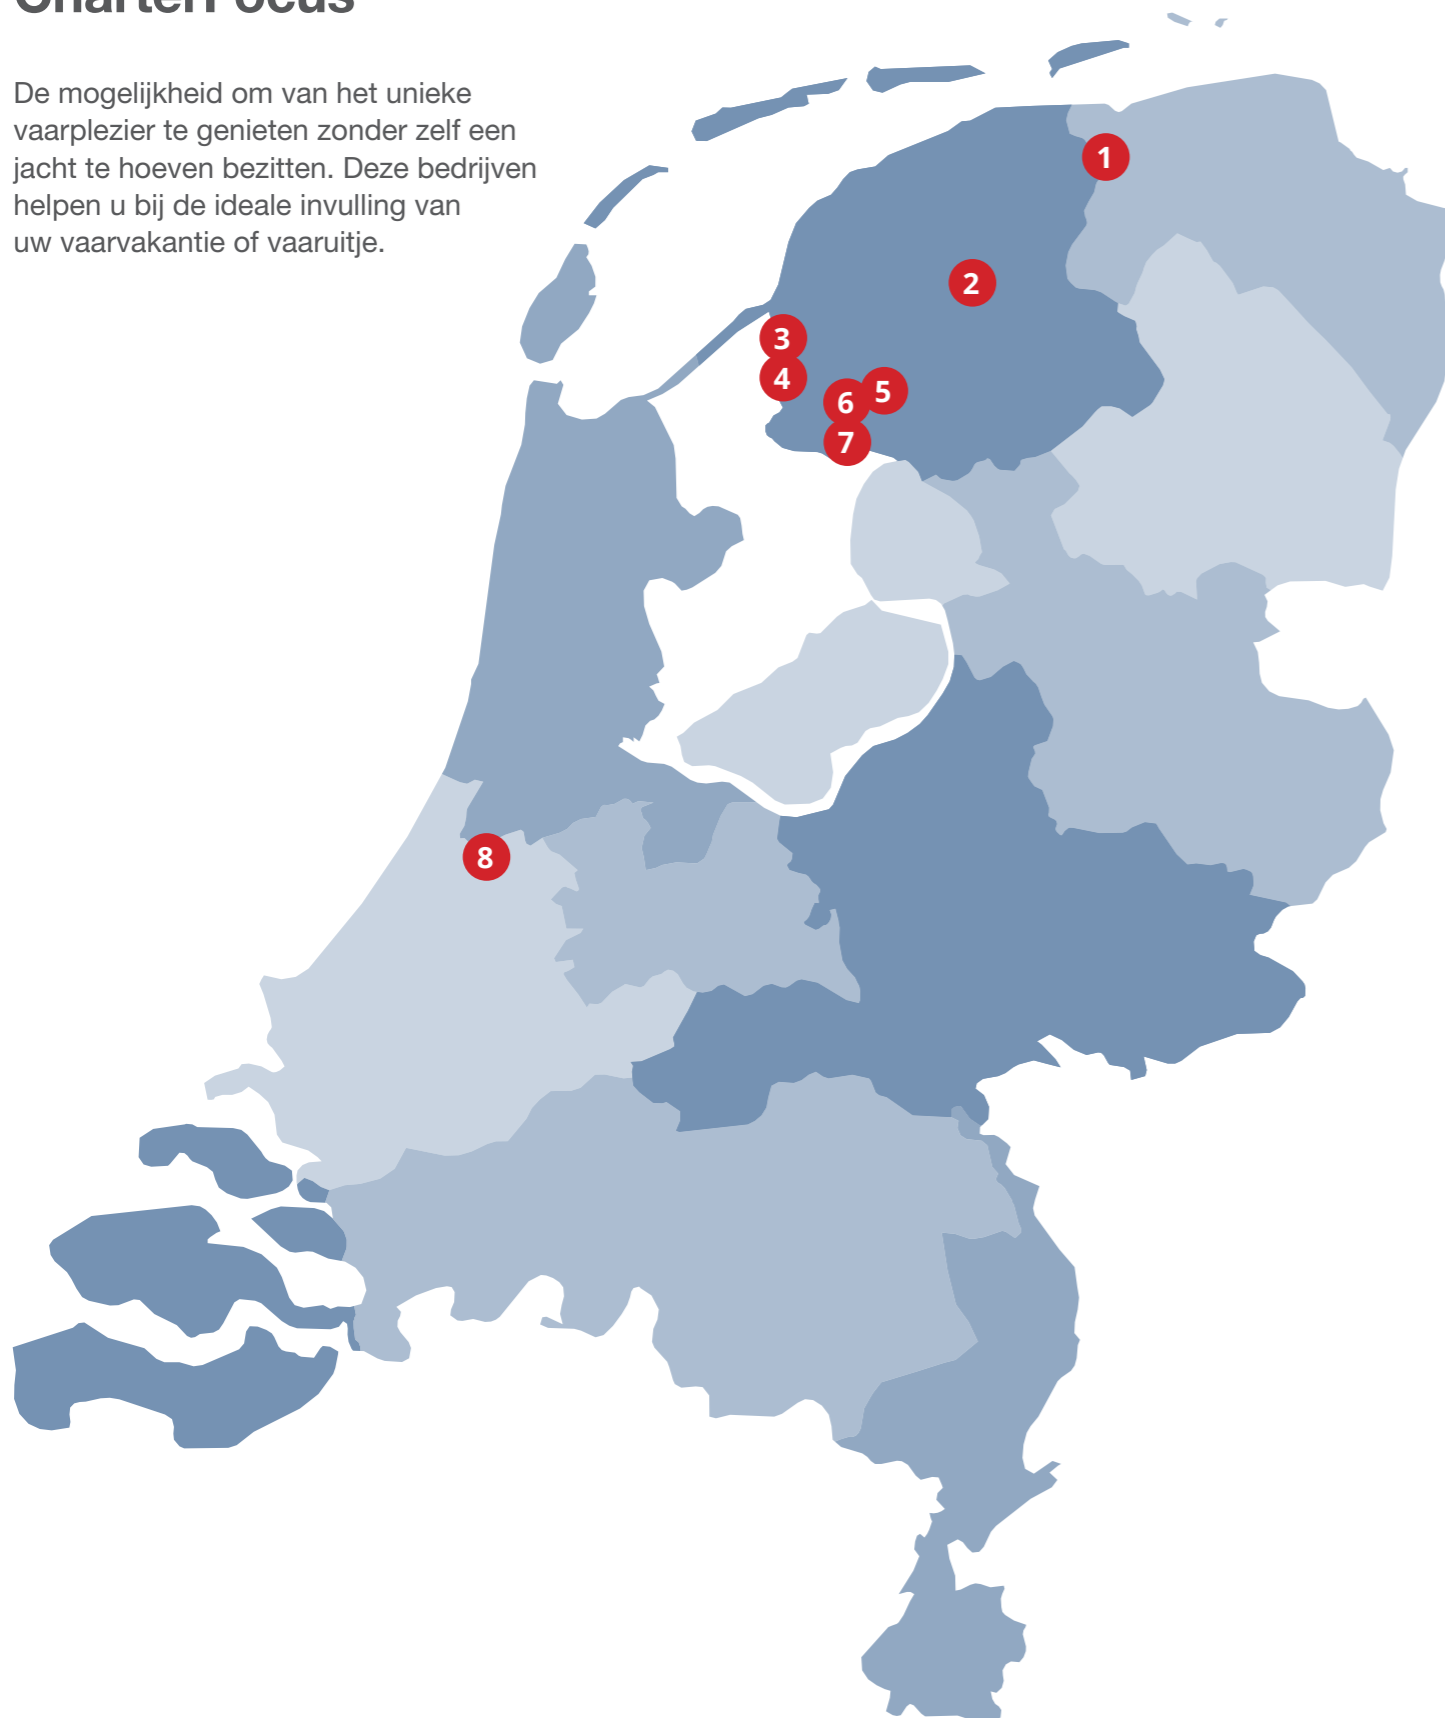 CharterFocus
De mogelijkheid om van het unieke
vaarplezier te genieten zonder zelf een
jacht te hoeven bezitten. Deze bedrijven
helpen u bij de ideale invulling van
uw vaarvakantie of vaaruitje.
1
2
3
4
5
6
7
8